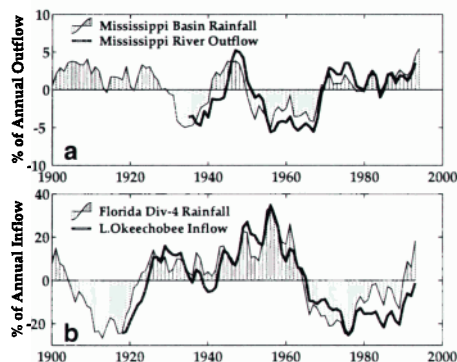 10
Mississippi Basin Rainfall
Mississippi River Outflow
5
0
-5
-10
a
% of Annual Outflow
1900 1920 1940 1960 1980 2000
40
Florida Div-4 Rainfall
L.Okeechobee Inflow
20
0
-20
b
% of Annual Inflow
1900 1920 1940 1960 1980 2000